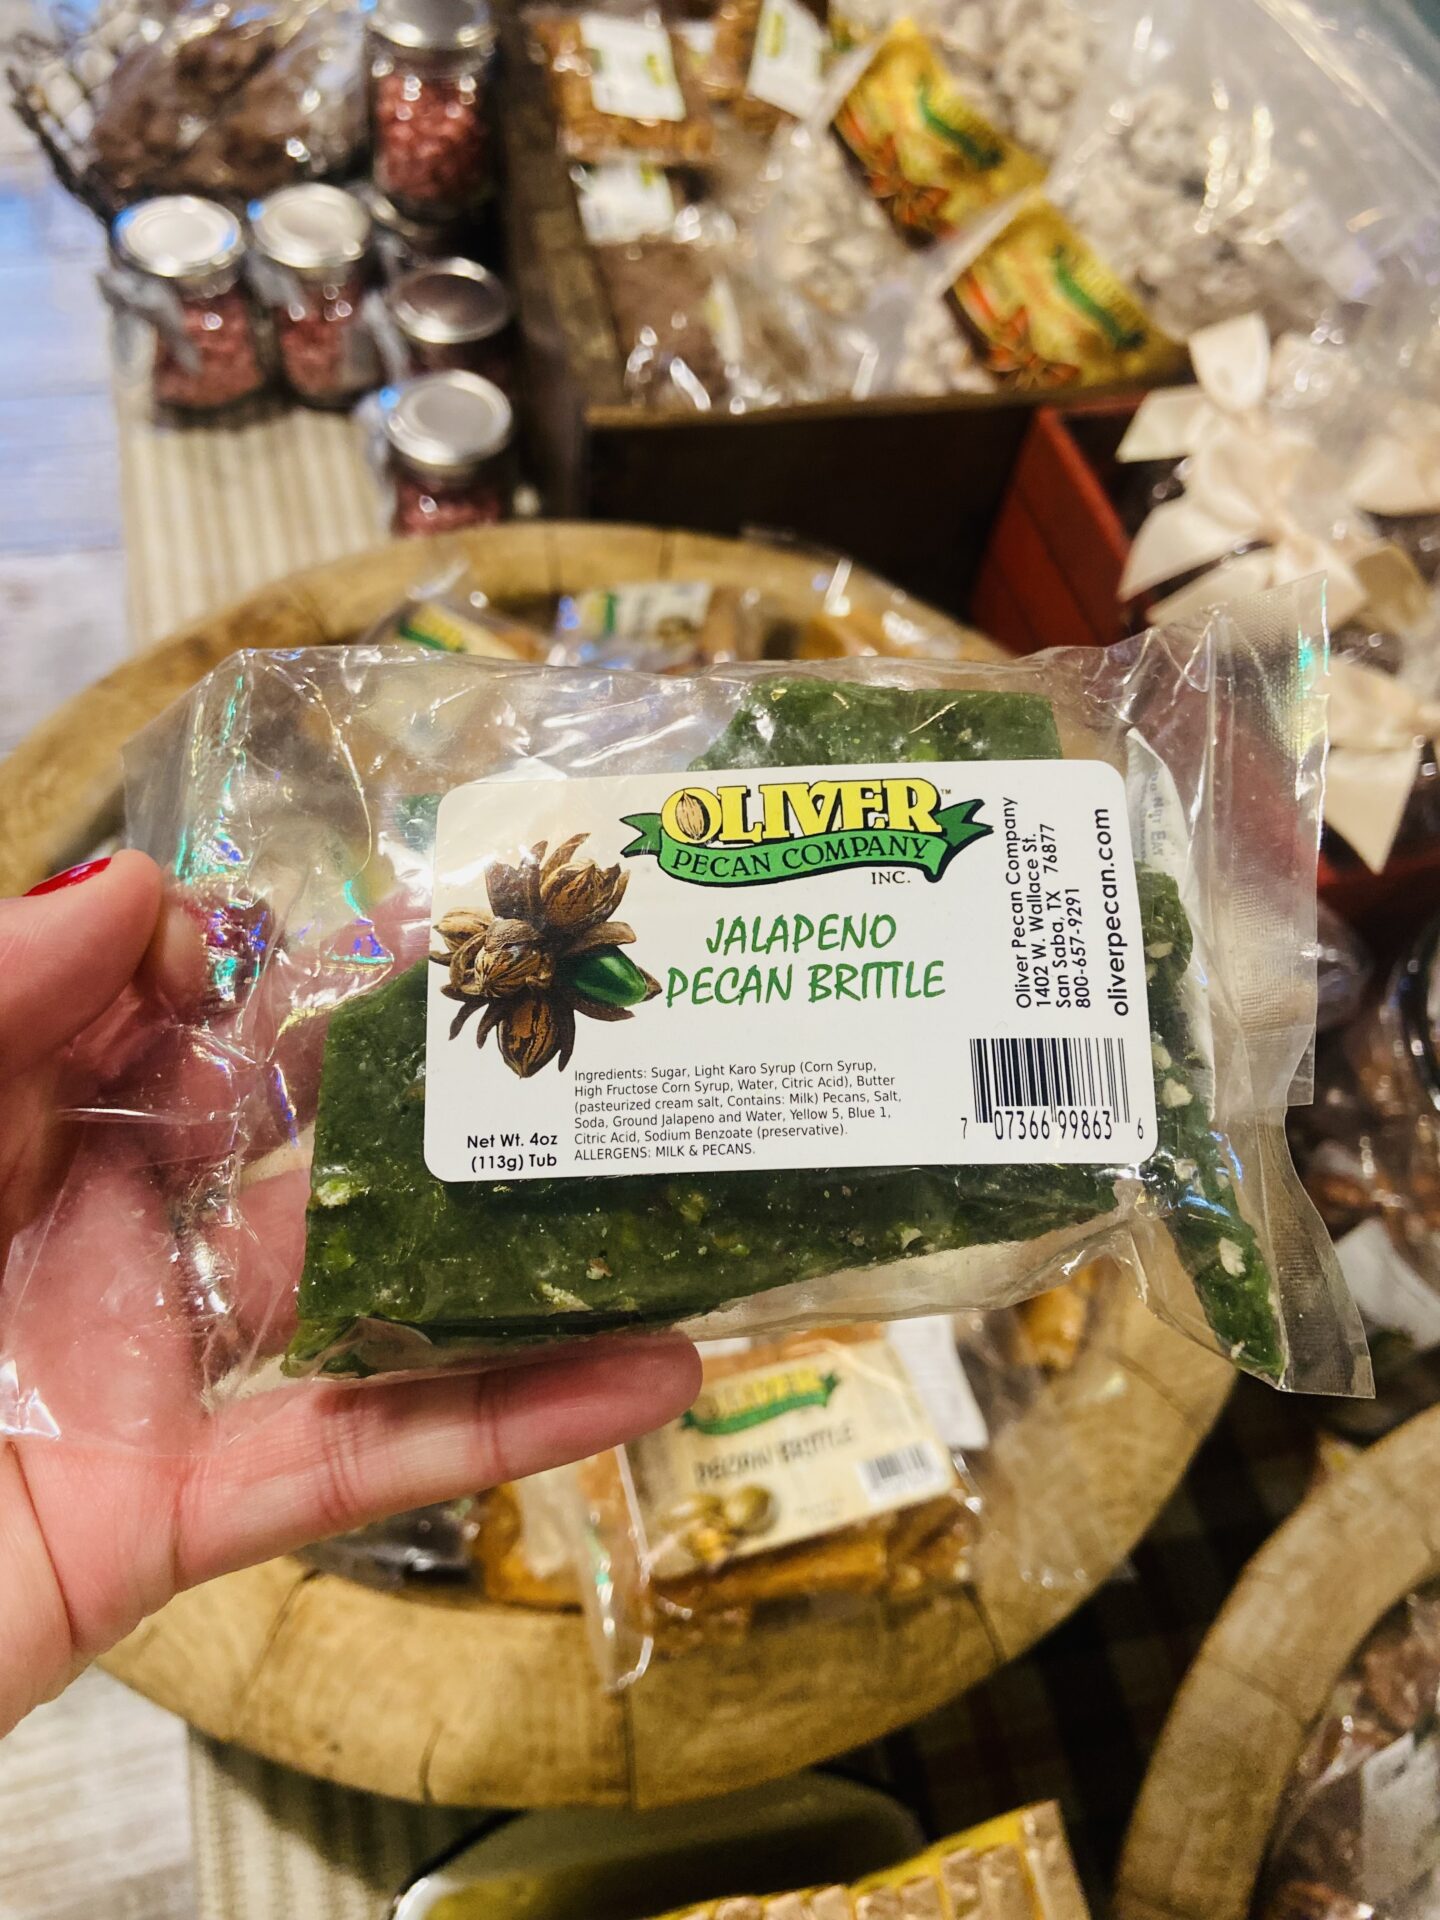 OLIVER™
PECAN COMPANY
INC.
JALAPENO
PECAN BRITTLE
Oliver Pecan Company
1402 W. Wallace St.
San Saba, TX 76877
800-657-9291
oliverpecan.com
Ingredients: Sugar, Light Karo Syrup (Corn Syrup,
High Fructose Corn Syrup, Water, Citric Acid), Butter
(pasteurized cream salt, Contains: Milk) Pecans, Salt,
Soda, Ground Jalapeno and Water, Yellow 5, Blue 1,
Citric Acid, Sodium Benzoate (preservative).
ALLERGENS: MILK & PECANS.
Net Wt. 4oz
(113g) Tub
7 07366 99863 6
OLIVER
PECAN BRITTLE